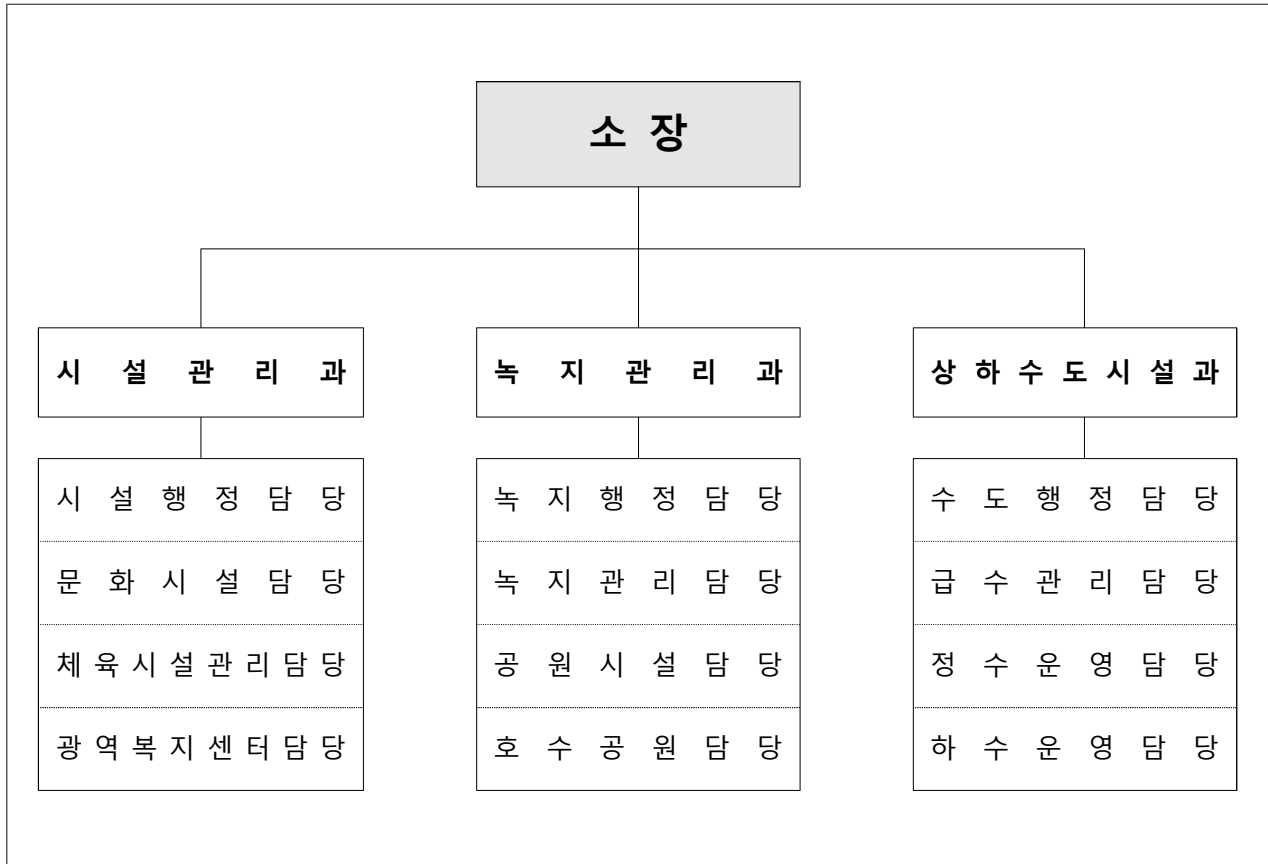 소 장
시 설 관 리 과
녹 지 관 리 과
상 하 수 도 시 설 과
시 설 행 정 담 당
문 화 시 설 담 당
체 육 시 설 관 리 담 당
광 역 복 지 센 터 담 당
녹 지 행 정 담 당
녹 지 관 리 담 당
공 원 시 설 담 당
호 수 공 원 담 당
수 도 행 정 담 당
급 수 관 리 담 당
정 수 운 영 담 당
하 수 운 영 담 당